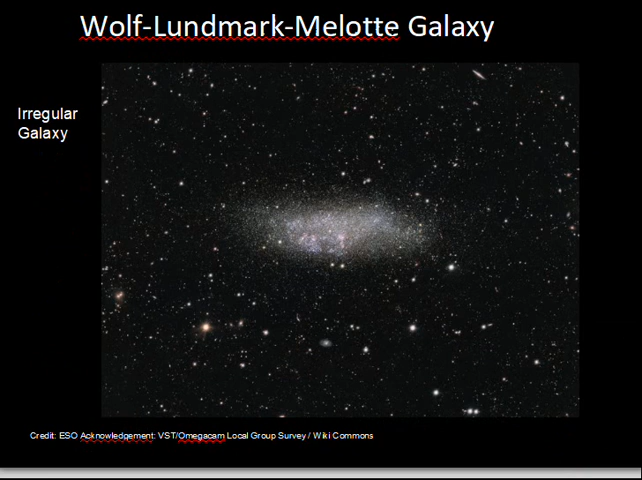 Wolf-Lundmark-Melotte Galaxy
Irregular
Galaxy
Credit: ESO Acknowledgement: VST/Omegacam Local Group Survey / Wiki Commons